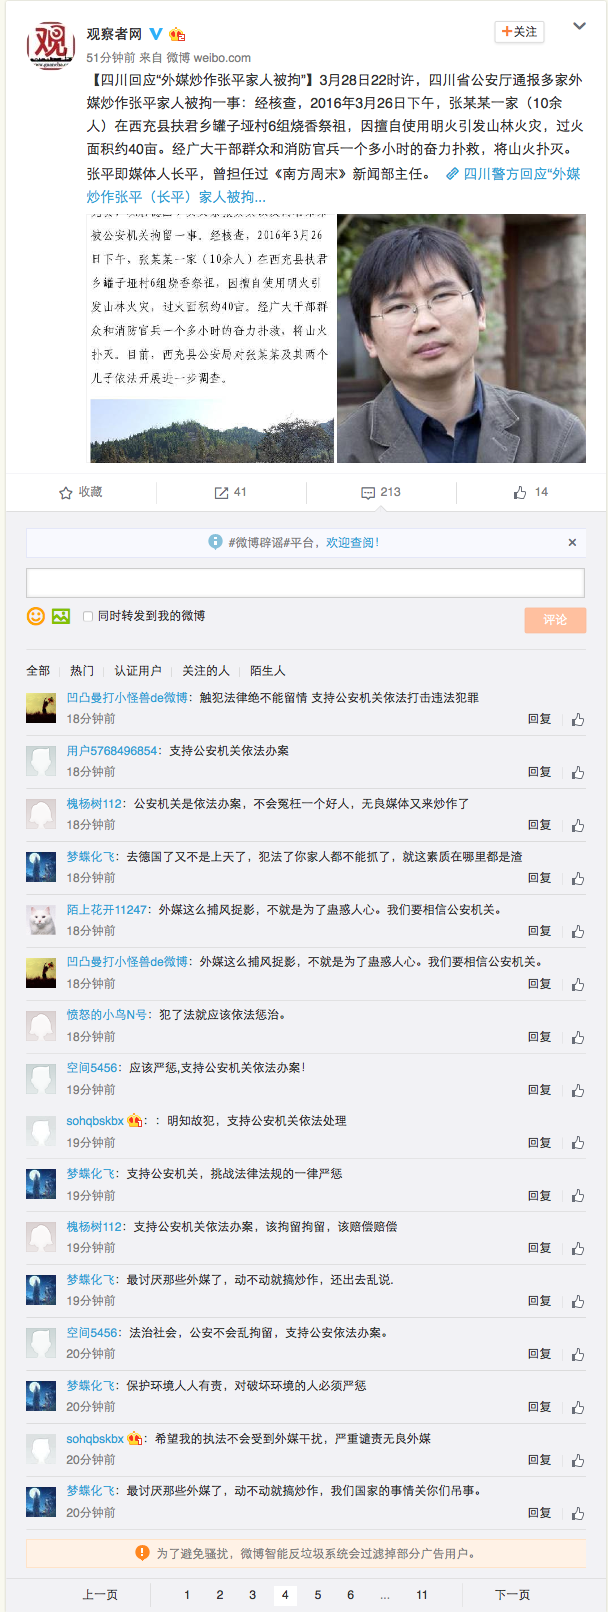 观
www.guancha.cn
观察者网
+关注
51分钟前 来自 微博 weibo.com
【四川回应“外媒炒作张平家人被拘”】3月28日22时许，四川省公安厅通报多家外
媒炒作张平家人被拘一事：经核查，2016年3月26日下午，张某某一家（10余
人）在西充县扶君乡罐子垭村6组烧香祭祖，因擅自使用明火引发山林火灾，过火
面积约40亩。经广大干部群众和消防官兵一个多小时的奋力扑救，将山火扑灭。
张平即媒体人长平，曾担任过《南方周末》新闻部主任。 四川警方回应“外媒
炒作张平（长平）家人被拘...
被公安机关拘留一事。经核查，2016年3月26
日下午，张某某一家（10余人）在西充县扶君
乡罐子垭村6组烧香祭祖，因擅自使用明火引
发山林火灾，过火面积约40亩。经广大干部群
众和消防官兵一个多小时的奋力扑救，将山火
扑灭。目前，西充县公安局对张某某及其两个
儿子依法开展进一步调查。
收藏 41 213 14
#微博辟谣#平台，欢迎查阅！ ×
同时转发到我的微博 评论
全部 热门 认证用户 关注的人 陌生人
凹凸曼打小怪兽de微博：触犯法律绝不能留情 支持公安机关依法打击违法犯罪
18分钟前 回复
用户5768496854：支持公安机关依法办案
18分钟前 回复
槐杨树112：公安机关是依法办案，不会冤枉一个好人，无良媒体又来炒作了
18分钟前 回复
梦蝶化飞：去德国了又不是上天了，犯法了你家人都不能抓了，就这素质在哪里都是渣
18分钟前 回复
陌上花开11247：外媒这么捕风捉影，不就是为了蛊惑人心。我们要相信公安机关。
18分钟前 回复
凹凸曼打小怪兽de微博：外媒这么捕风捉影，不就是为了蛊惑人心。我们要相信公安机关。
18分钟前 回复
愤怒的小鸟N号：犯了法就应该依法惩治。
18分钟前 回复
空间5456：应该严惩,支持公安机关依法办案！
19分钟前 回复
sohqbskbx ：：明知故犯，支持公安机关依法处理
19分钟前 回复
梦蝶化飞：支持公安机关，挑战法律法规的一律严惩
19分钟前 回复
槐杨树112：支持公安机关依法办案，该拘留拘留，该赔偿赔偿
19分钟前 回复
梦蝶化飞：最讨厌那些外媒了，动不动就搞炒作，还出去乱说.
19分钟前 回复
空间5456：法治社会，公安不会乱拘留，支持公安依法办案。
20分钟前 回复
梦蝶化飞：保护环境人人有责，对破坏环境的人必须严惩
20分钟前 回复
sohqbskbx ：希望我的执法不会受到外媒干扰，严重谴责无良外媒
20分钟前 回复
梦蝶化飞：最讨厌那些外媒了，动不动就搞炒作，我们国家的事情关你们吊事。
20分钟前 回复
为了避免骚扰，微博智能反垃圾系统会过滤掉部分广告用户。
上一页 1 2 3 4 5 6 ... 11 下一页